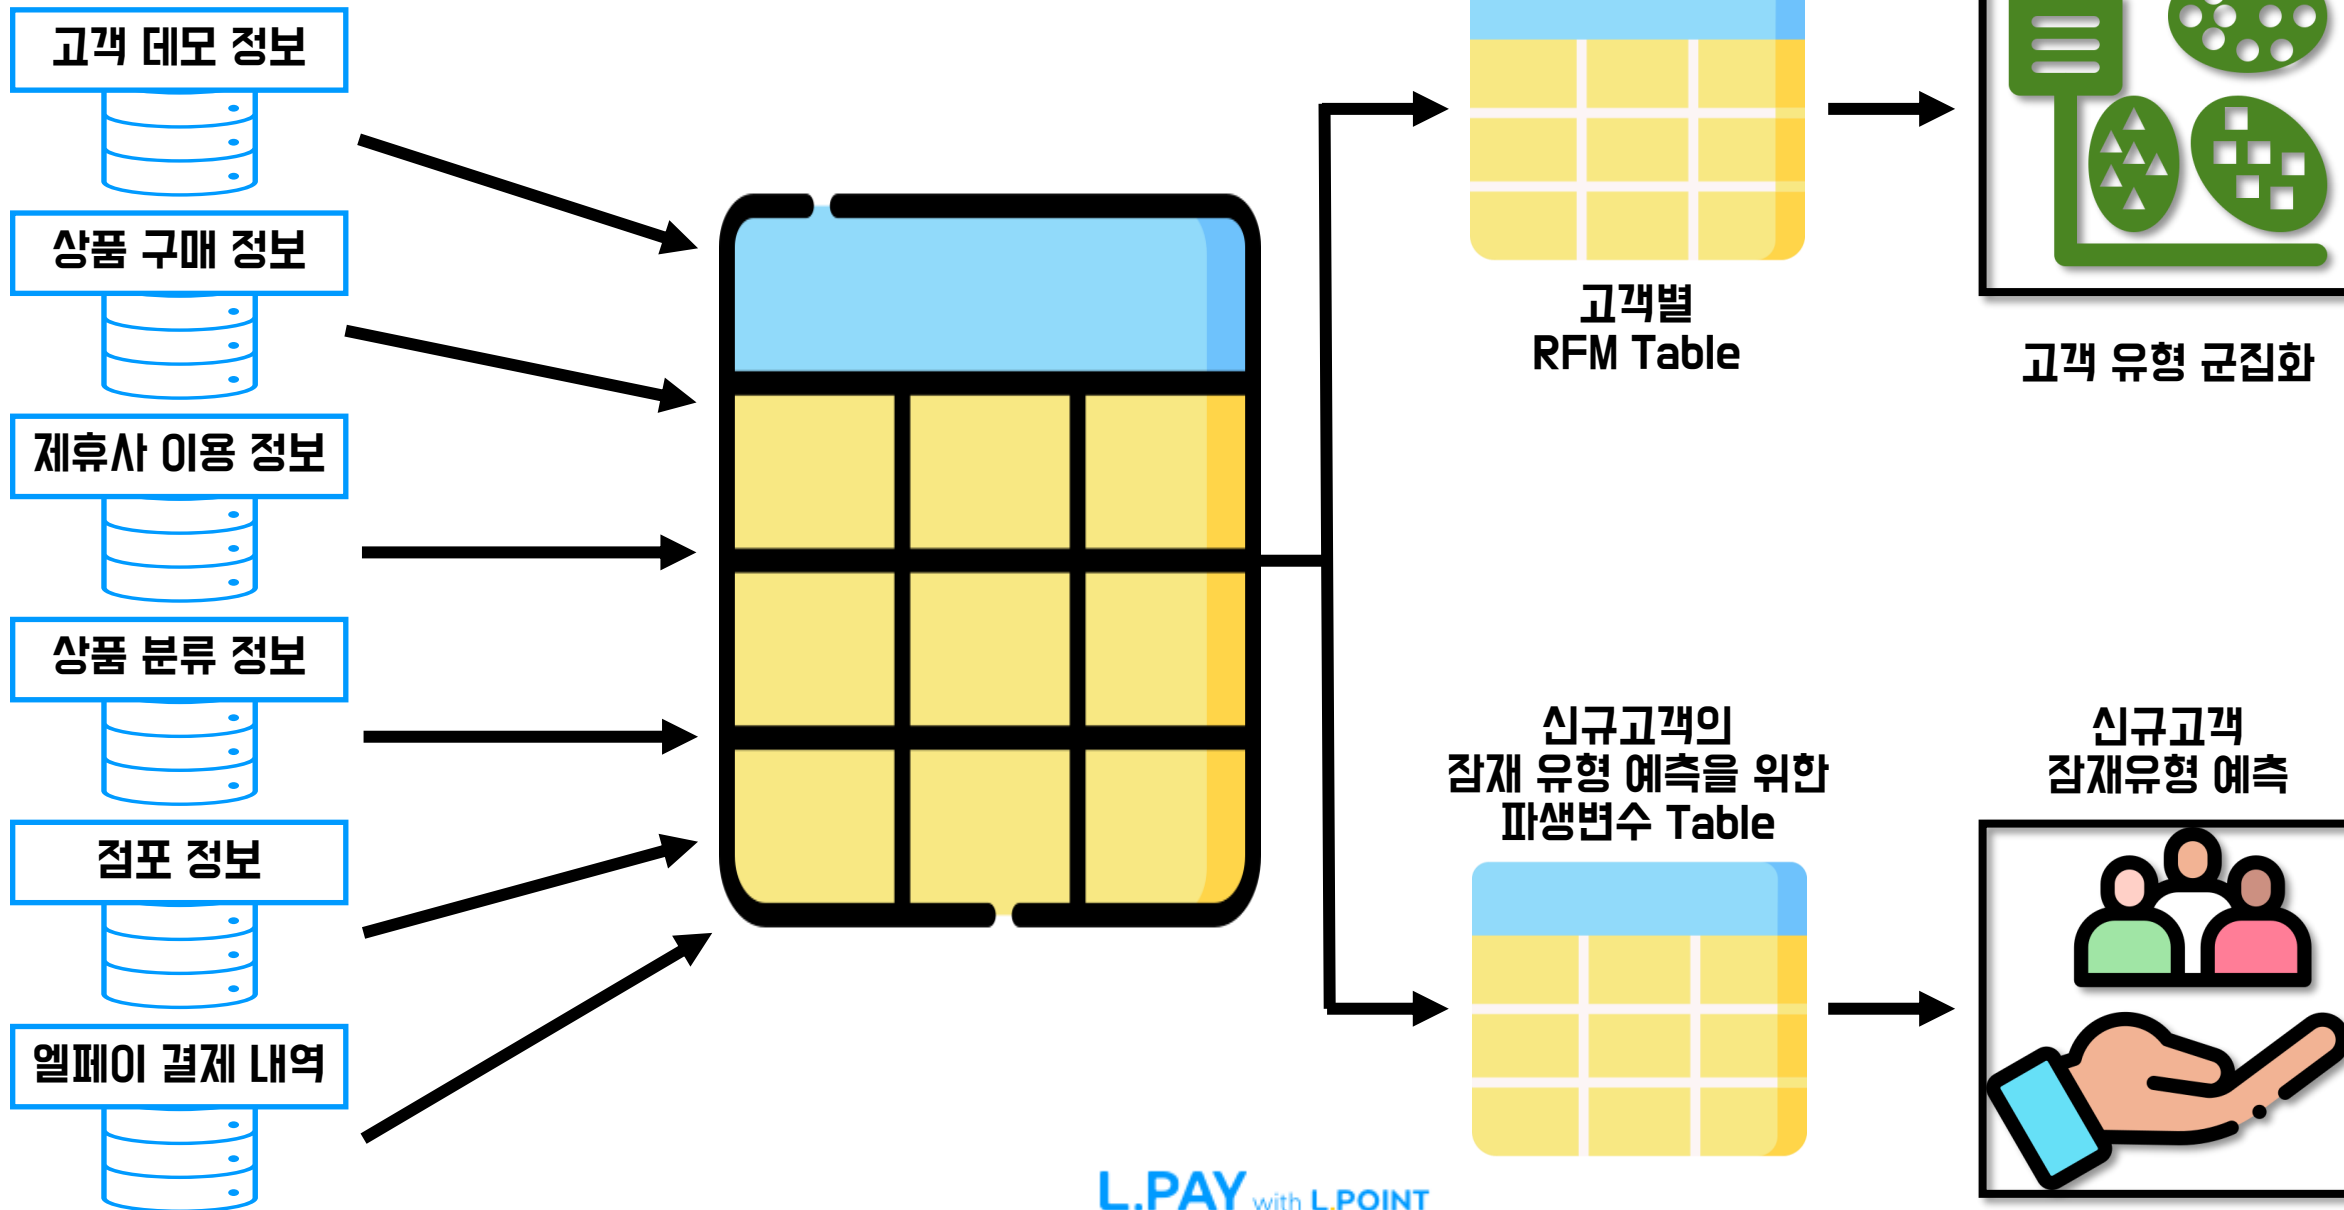 고객 데모 정보
상품 구매 정보
제휴사 이용 정보
상품 분류 정보
점포 정보
엘페이 결제 내역
고객별
RFM Table
고객 유형 군집화
신규고객의
잠재 유형 예측을 위한
파생변수 Table
신규고객
잠재유형 예측
L.PAY with L.POINT